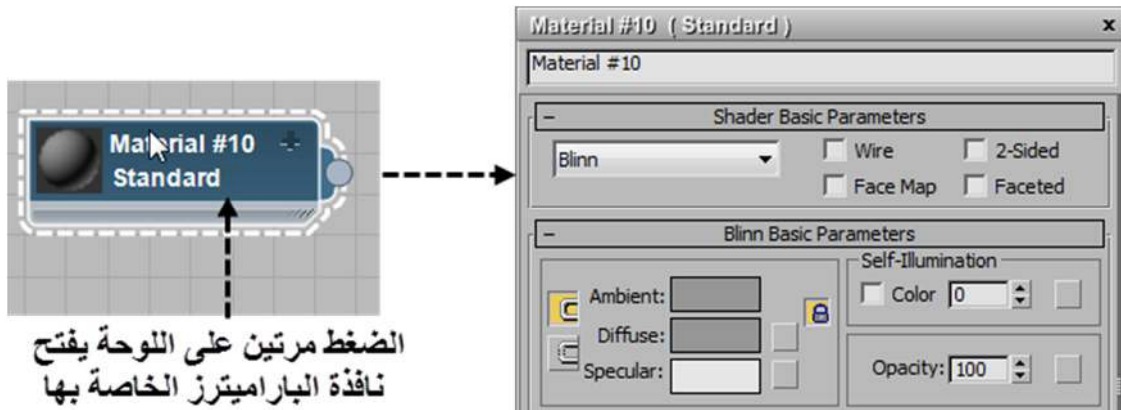 Material #10
Standard
الضغط مرتين على اللوحة يفتح
نافذة الباراميترز الخاصة بها
Material #10 ( Standard )
x
Material #10
– Shader Basic Parameters
Blinn
Wire
2-Sided
Face Map
Faceted
– Blinn Basic Parameters
Self-Illumination
Ambient:
Color 0
Diffuse:
Specular:
Opacity: 100